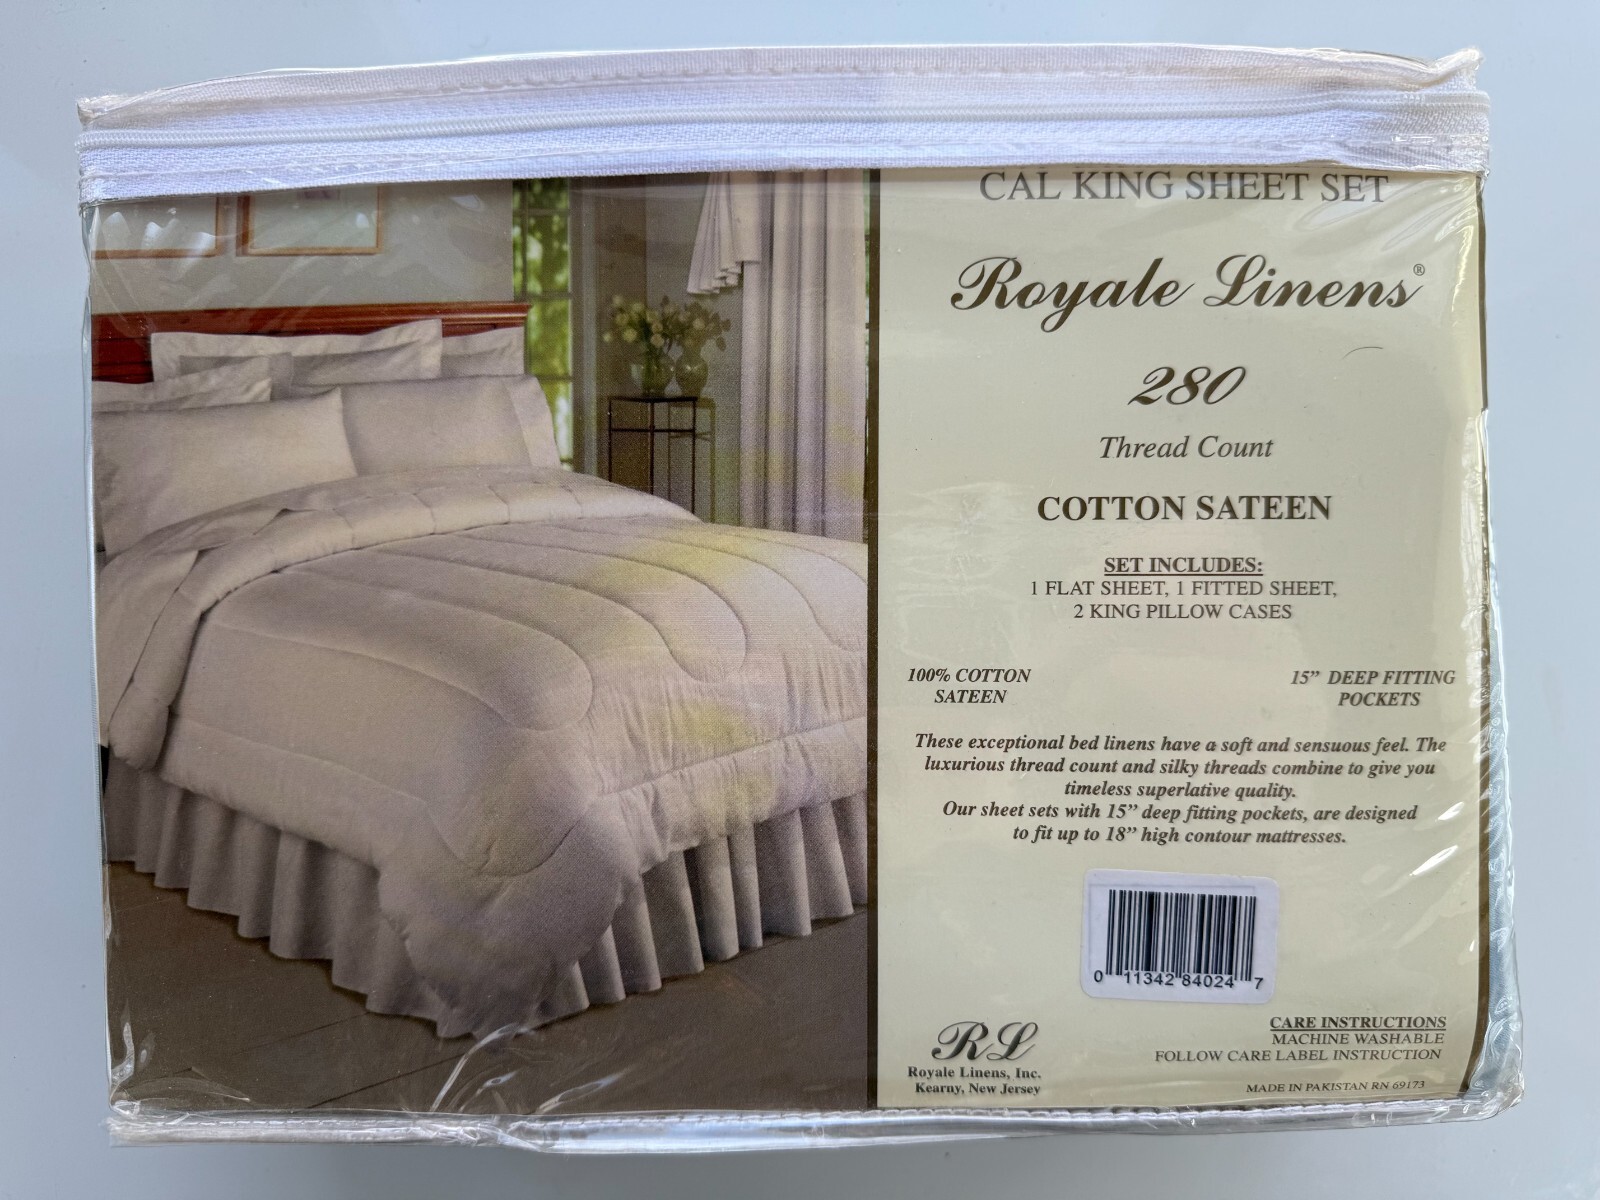 CAL KING SHEET SET
Royale Linens®
280
Thread Count
COTTON SATEEN
SET INCLUDES:
1 FLAT SHEET, 1 FITTED SHEET,
2 KING PILLOW CASES
100% COTTON
SATEEN
15” DEEP FITTING
POCKETS
These exceptional bed linens have a soft and sensuous feel. The
luxurious thread count and silky threads combine to give you
timeless superlative quality.
Our sheet sets with 15” deep fitting pockets, are designed
to fit up to 18” high contour mattresses.
0 11342 84024 7
RL
Royale Linens, Inc.
Kearny, New Jersey
CARE INSTRUCTIONS
MACHINE WASHABLE
FOLLOW CARE LABEL INSTRUCTION
MADE IN PAKISTAN RN 69173